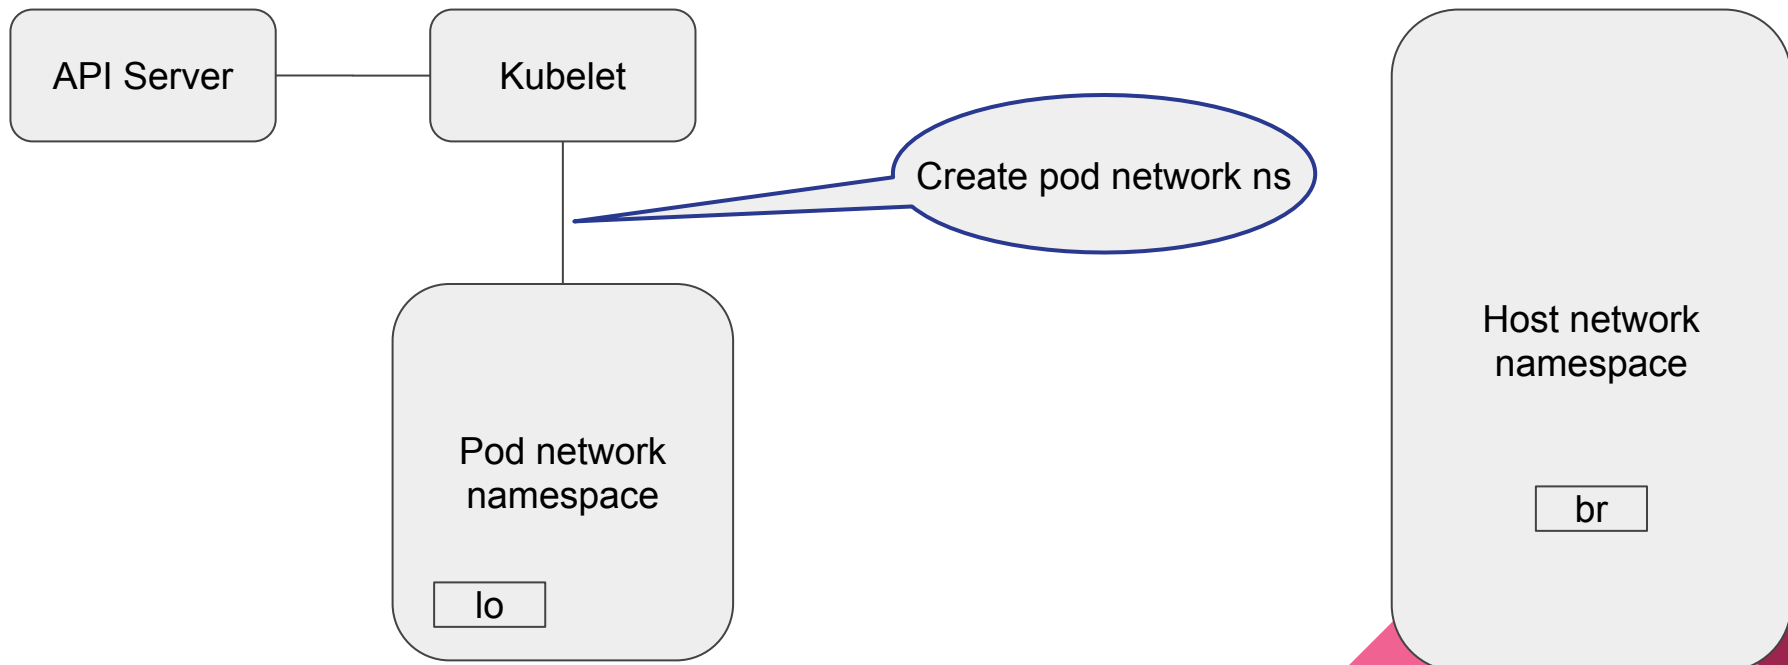 API Server
Kubelet
Create pod network ns
Host network
namespace
Pod network
namespace
br
lo